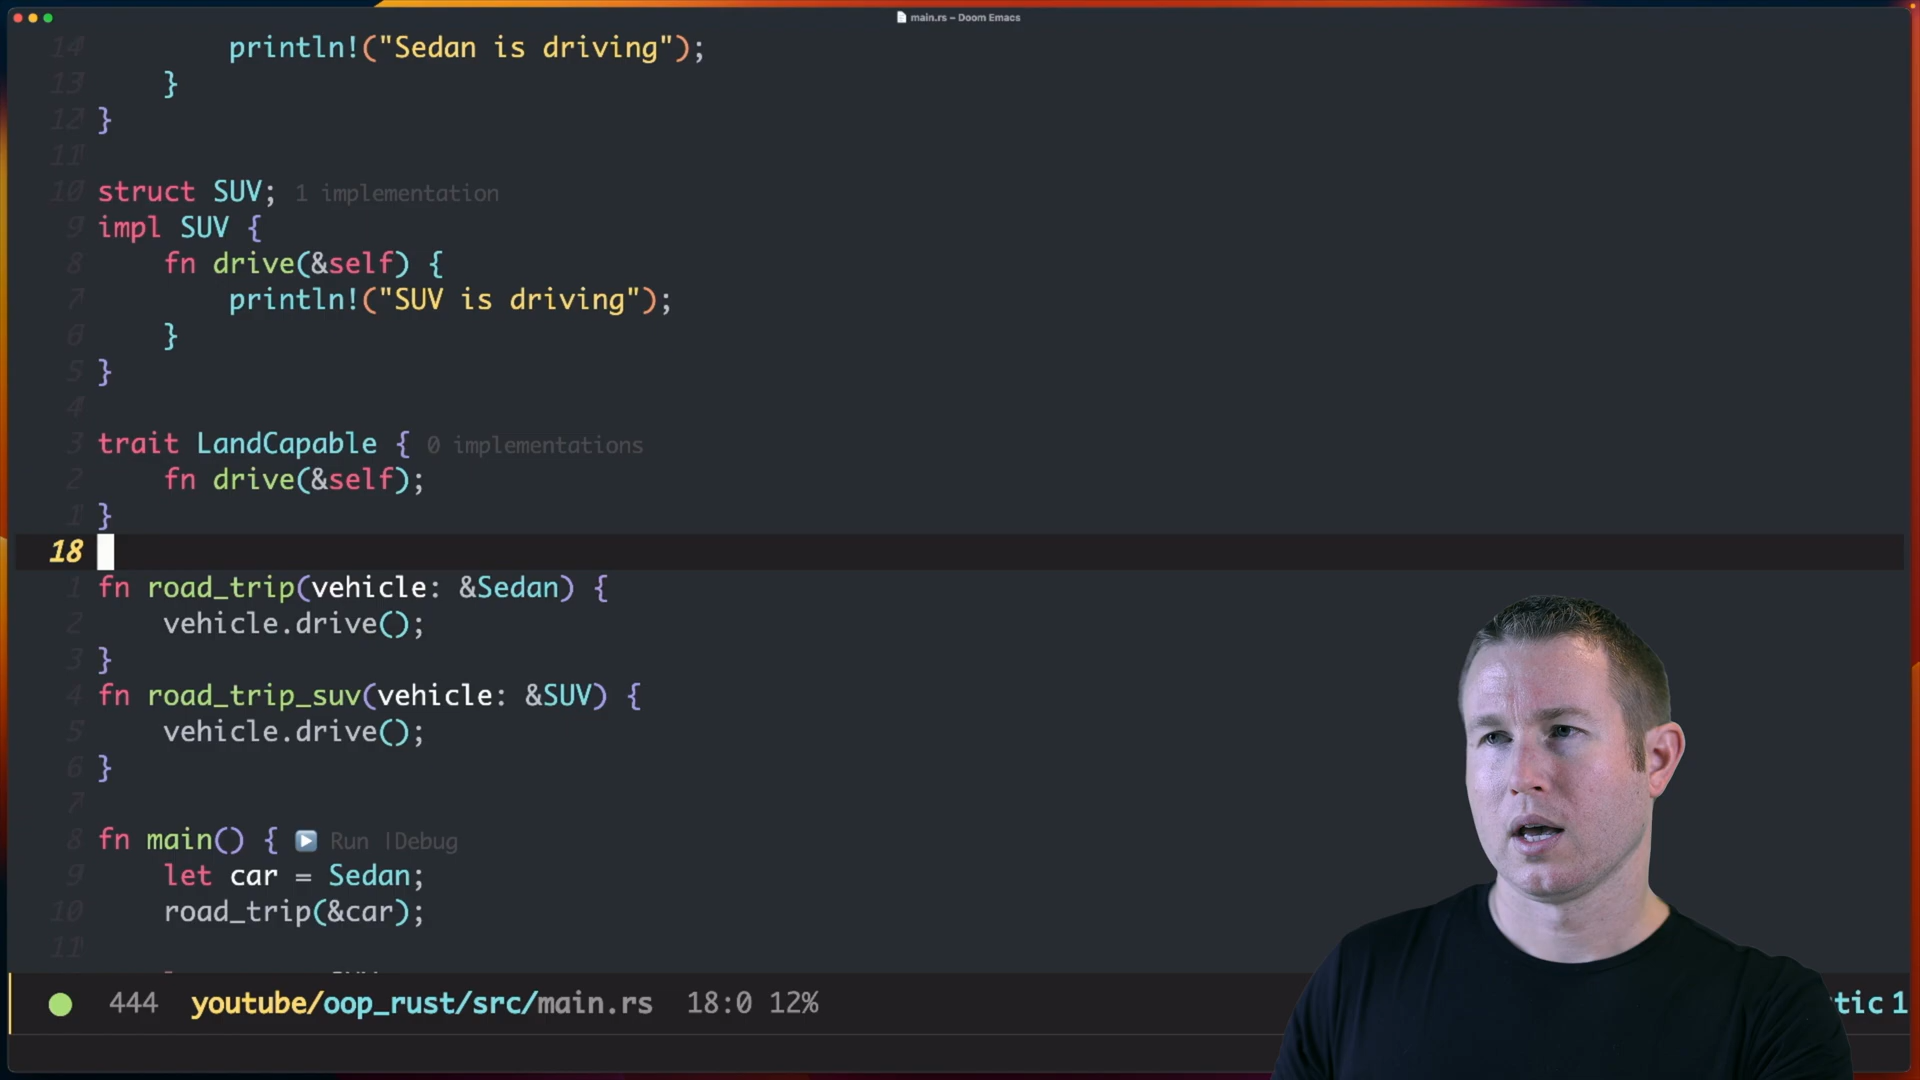 main.rs – Doom Emacs
14 println!("Sedan is driving");
13 }
12 }
11
10 struct SUV; 1 implementation
9 impl SUV {
8 fn drive(&self) {
7 println!("SUV is driving");
6 }
5 }
4
3 trait LandCapable { 0 implementations
2 fn drive(&self);
1 }
18
1 fn road_trip(vehicle: &Sedan) {
2 vehicle.drive();
3 }
4 fn road_trip_suv(vehicle: &SUV) {
5 vehicle.drive();
6 }
7
8 fn main() { Run |Debug
9 let car = Sedan;
10 road_trip(&car);
11
444 youtube/oop_rust/src/main.rs 18:0 12% tic 1